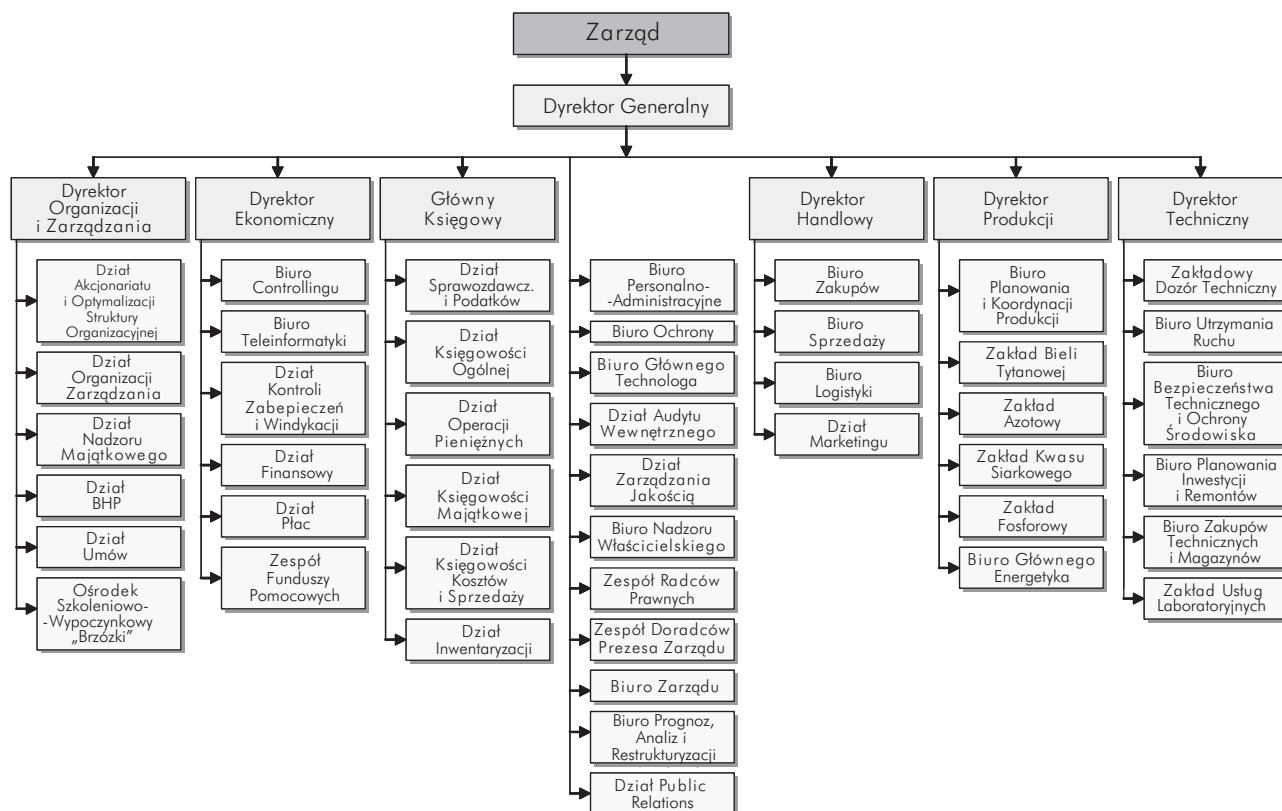 Zarząd
Dyrektor Generalny
Dyrektor
Organizacji
i Zarządzania
Dział
Akcjonariatu
i Optymalizacji
Struktury
Organizacyjnej
Dział
Organizacji
Zarządzania
Dział
Nadzoru
Majątkowego
Dział
BHP
Dział
Umów
Ośrodek
Szkoleniowo-
-Wypoczynkowy
„Brzózki”
Dyrektor
Ekonomiczny
Biuro
Controllingu
Biuro
Teleinformatyki
Dział
Kontroli
Zabepieczeń
i Windykacji
Dział
Finansowy
Dział
Płac
Zespół
Funduszy
Pomocowych
Główny
Księgowy
Dział
Sprawozdawcz.
i Podatków
Dział
Księgowości
Ogólnej
Dział
Operacji
Pieniężnych
Dział
Księgowości
Majątkowej
Dział
Księgowości
Kosztów
i Sprzedaży
Dział
Inwentaryzacji
Biuro
Personalno-
-Administracyjne
Biuro Ochrony
Biuro Głównego
Technologa
Dział Audytu
Wewnętrznego
Dział
Zarządzania
Jakością
Biuro Nadzoru
Właścicielskiego
Zespół Radców
Prawnych
Zespół Doradców
Prezesa Zarządu
Biuro Zarządu
Biuro Prognoz,
Analiz i
Restrukturyzacji
Dział Public
Relations
Dyrektor
Handlowy
Biuro
Zakupów
Biuro
Sprzedaży
Biuro
Logistyki
Dział
Marketingu
Dyrektor
Produkcji
Biuro
Planowania
i Koordynacji
Produkcji
Zakład Bieli
Tytanowej
Zakład
Azotowy
Zakład Kwasu
Siarkowego
Zakład
Fosforowy
Biuro Głównego
Energetyka
Dyrektor
Techniczny
Zakładowy
Dozór Techniczny
Biuro Utrzymania
Ruchu
Biuro
Bezpieczeństwa
Technicznego
i Ochrony
Środowiska
Biuro Planowania
Inwestycji
i Remontów
Biuro Zakupów
Technicznych
i Magazynów
Zakład Usług
Laboratoryjnych